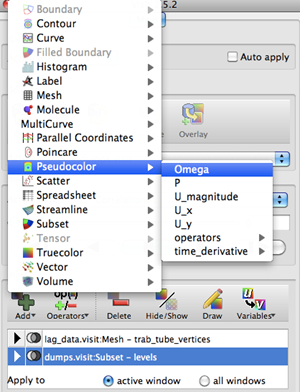 5.2
Boundary
Contour
Curve
Filled Boundary
Histogram
Label
Mesh
Molecule
MultiCurve
Parallel Coordinates
Poincare
Pseudocolor
Scatter
Spreadsheet
Streamline
Subset
Tensor
Truecolor
Vector
Volume
Auto apply
Overlay
Omega
P
U_magnitude
U_x
U_y
operators
time_derivative
Add Operators Delete Hide/Show Draw Variables
lag_data.visit:Mesh - trab_tube_vertices
dumps.visit:Subset - levels
Apply to active window all windows